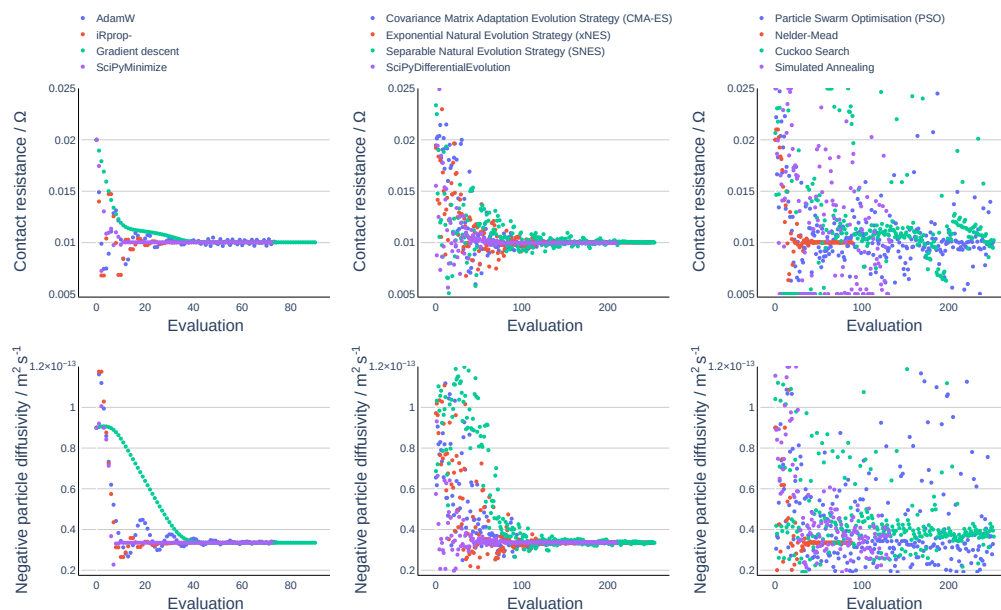 AdamW
iRprop-
Gradient descent
SciPyMinimize
Covariance Matrix Adaptation Evolution Strategy (CMA-ES)
Exponential Natural Evolution Strategy (xNES)
Separable Natural Evolution Strategy (SNES)
SciPyDifferentialEvolution
Particle Swarm Optimisation (PSO)
Nelder-Mead
Cuckoo Search
Simulated Annealing
Contact resistance / Ω
0.025
0.02
0.015
0.01
0.005
0 20 40 60 80
Evaluation
Contact resistance / Ω
0.025
0.02
0.015
0.01
0.005
0 100 200
Evaluation
Contact resistance / Ω
0.025
0.02
0.015
0.01
0.005
0 100 200
Evaluation
Negative particle diffusivity / m² s⁻¹
1.2×10⁻¹³
1
0.8
0.6
0.4
0.2
0 20 40 60 80
Evaluation
Negative particle diffusivity / m² s⁻¹
1.2×10⁻¹³
1
0.8
0.6
0.4
0.2
0 100 200
Evaluation
Negative particle diffusivity / m² s⁻¹
1.2×10⁻¹³
1
0.8
0.6
0.4
0.2
0 100 200
Evaluation